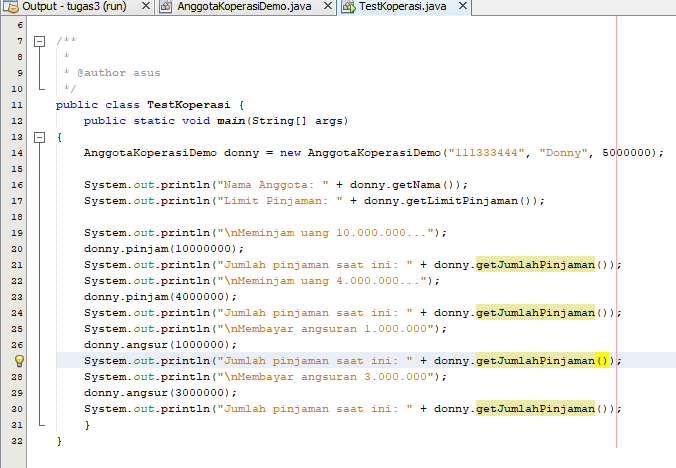 Output - tugas3 (run) AnggotaKoperasiDemo.java TestKoperasi.java
6
7 /**
8 *
9 * @author asus
10 */
11 public class TestKoperasi {
12 public static void main(String[] args)
13 {
14 AnggotaKoperasiDemo donny = new AnggotaKoperasiDemo("111333444", "Donny", 5000000);
15
16 System.out.println("Nama Anggota: " + donny.getNama());
17 System.out.println("Limit Pinjaman: " + donny.getLimitPinjaman());
18
19 System.out.println("\nMeminjam uang 10.000.000...");
20 donny.pinjam(10000000);
21 System.out.println("Jumlah pinjaman saat ini: " + donny.getJumlahPinjaman());
22 System.out.println("\nMeminjam uang 4.000.000...");
23 donny.pinjam(4000000);
24 System.out.println("Jumlah pinjaman saat ini: " + donny.getJumlahPinjaman());
25 System.out.println("\nMembayar angsuran 1.000.000");
26 donny.angsur(1000000);
System.out.println("Jumlah pinjaman saat ini: " + donny.getJumlahPinjaman());
28 System.out.println("\nMembayar angsuran 3.000.000");
29 donny.angsur(3000000);
30 System.out.println("Jumlah pinjaman saat ini: " + donny.getJumlahPinjaman());
31 }
32 }